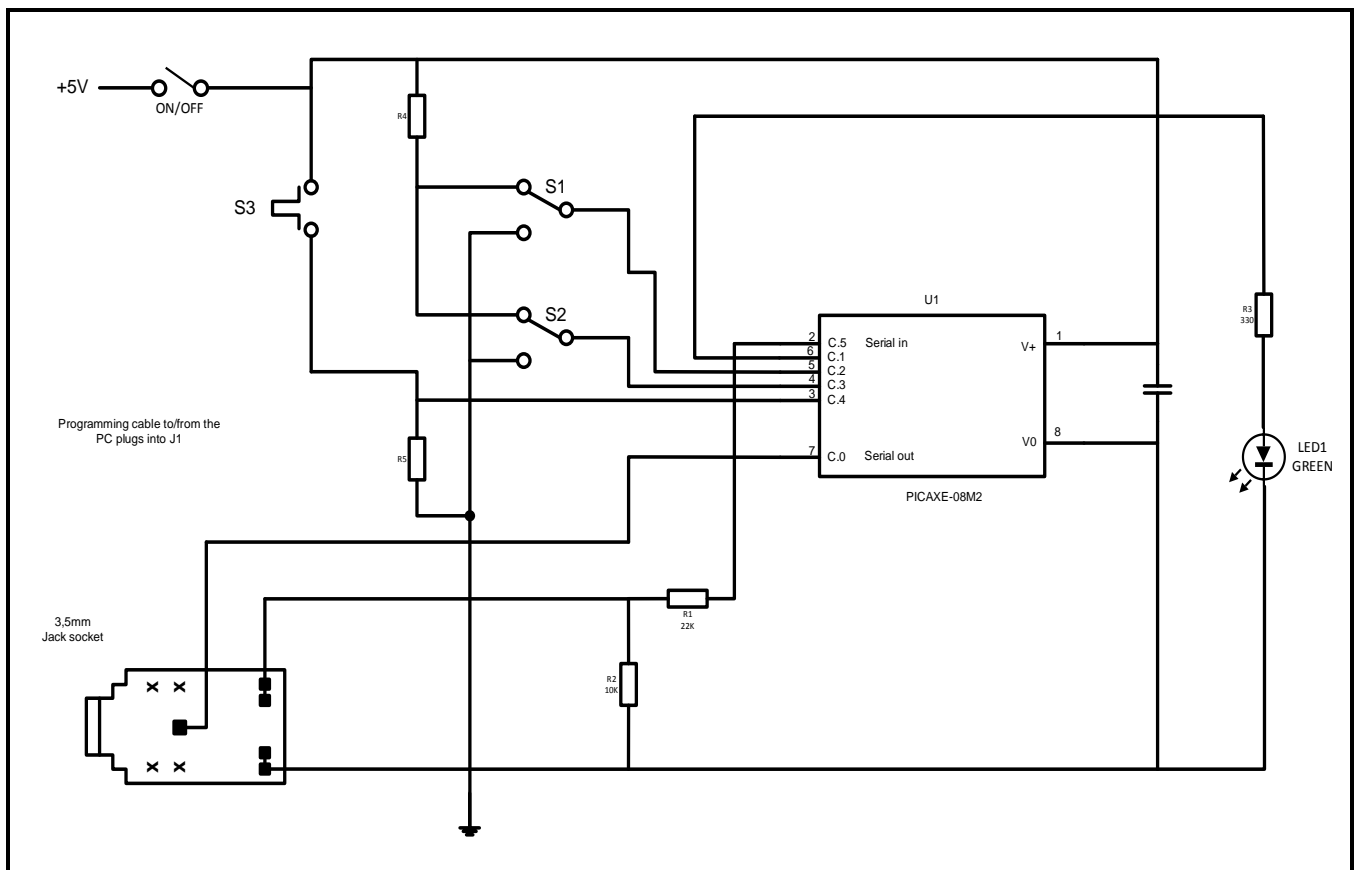 +5V
ON/OFF
R4
S1
S3
S2
U1
R3
330
2
C.5
Serial in
6
C.1
5
C.2
4
C.3
3
C.4
V+
1
Programming cable to/from the
PC plugs into J1
R5
7
C.0
Serial out
V0
8
LED1
GREEN
PICAXE-08M2
R1
22K
3,5mm
Jack socket
R2
10K
x x
x x